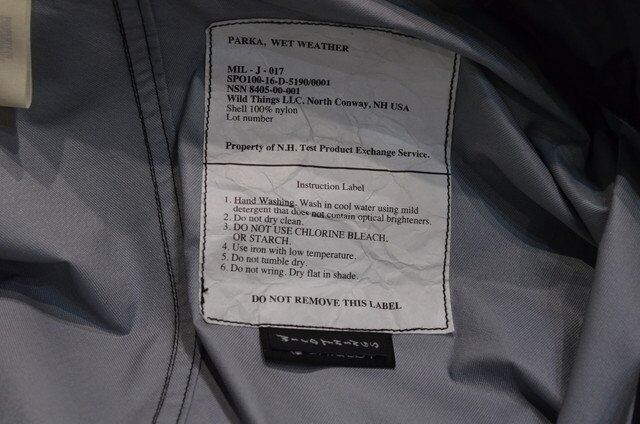 PARKA, WET WEATHER
MIL - J - 017
SPO100-16-D-5190/0001
NSN 8405-00-001
Wild Things LLC, North Conway, NH USA
Shell 100% nylon
Lot number
Property of N.H. Test Product Exchange Service.
Instruction Label
1. Hand Washing. Wash in cool water using mild
detergent that does not contain optical brighteners.
2. Do not dry clean.
3. DO NOT USE CHLORINE BLEACH.
OR STARCH.
4. Use iron with low temperature.
5. Do not tumble dry.
6. Do not wring. Dry flat in shade.
DO NOT REMOVE THIS LABEL